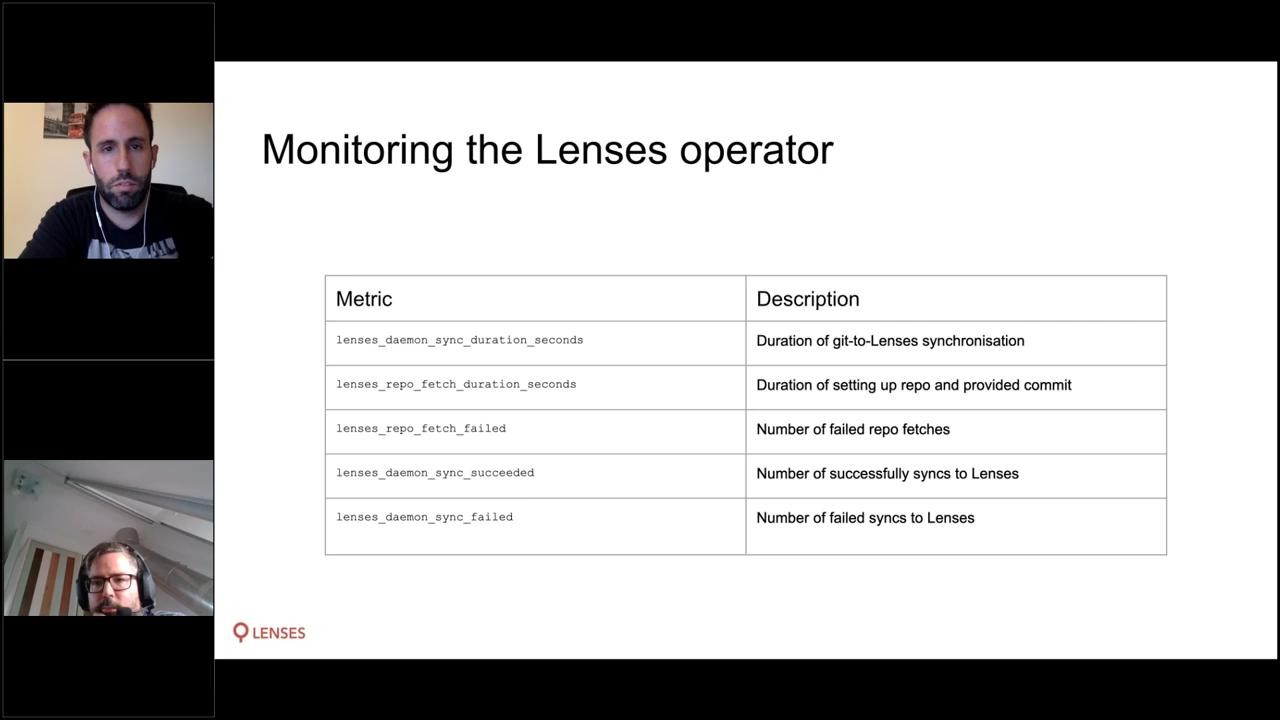 Monitoring the Lenses operator
Metric Description
lenses_daemon_sync_duration_seconds Duration of git-to-Lenses synchronisation
lenses_repo_fetch_duration_seconds Duration of setting up repo and provided commit
lenses_repo_fetch_failed Number of failed repo fetches
lenses_daemon_sync_succeeded Number of successfully syncs to Lenses
lenses_daemon_sync_failed Number of failed syncs to Lenses
LENSES